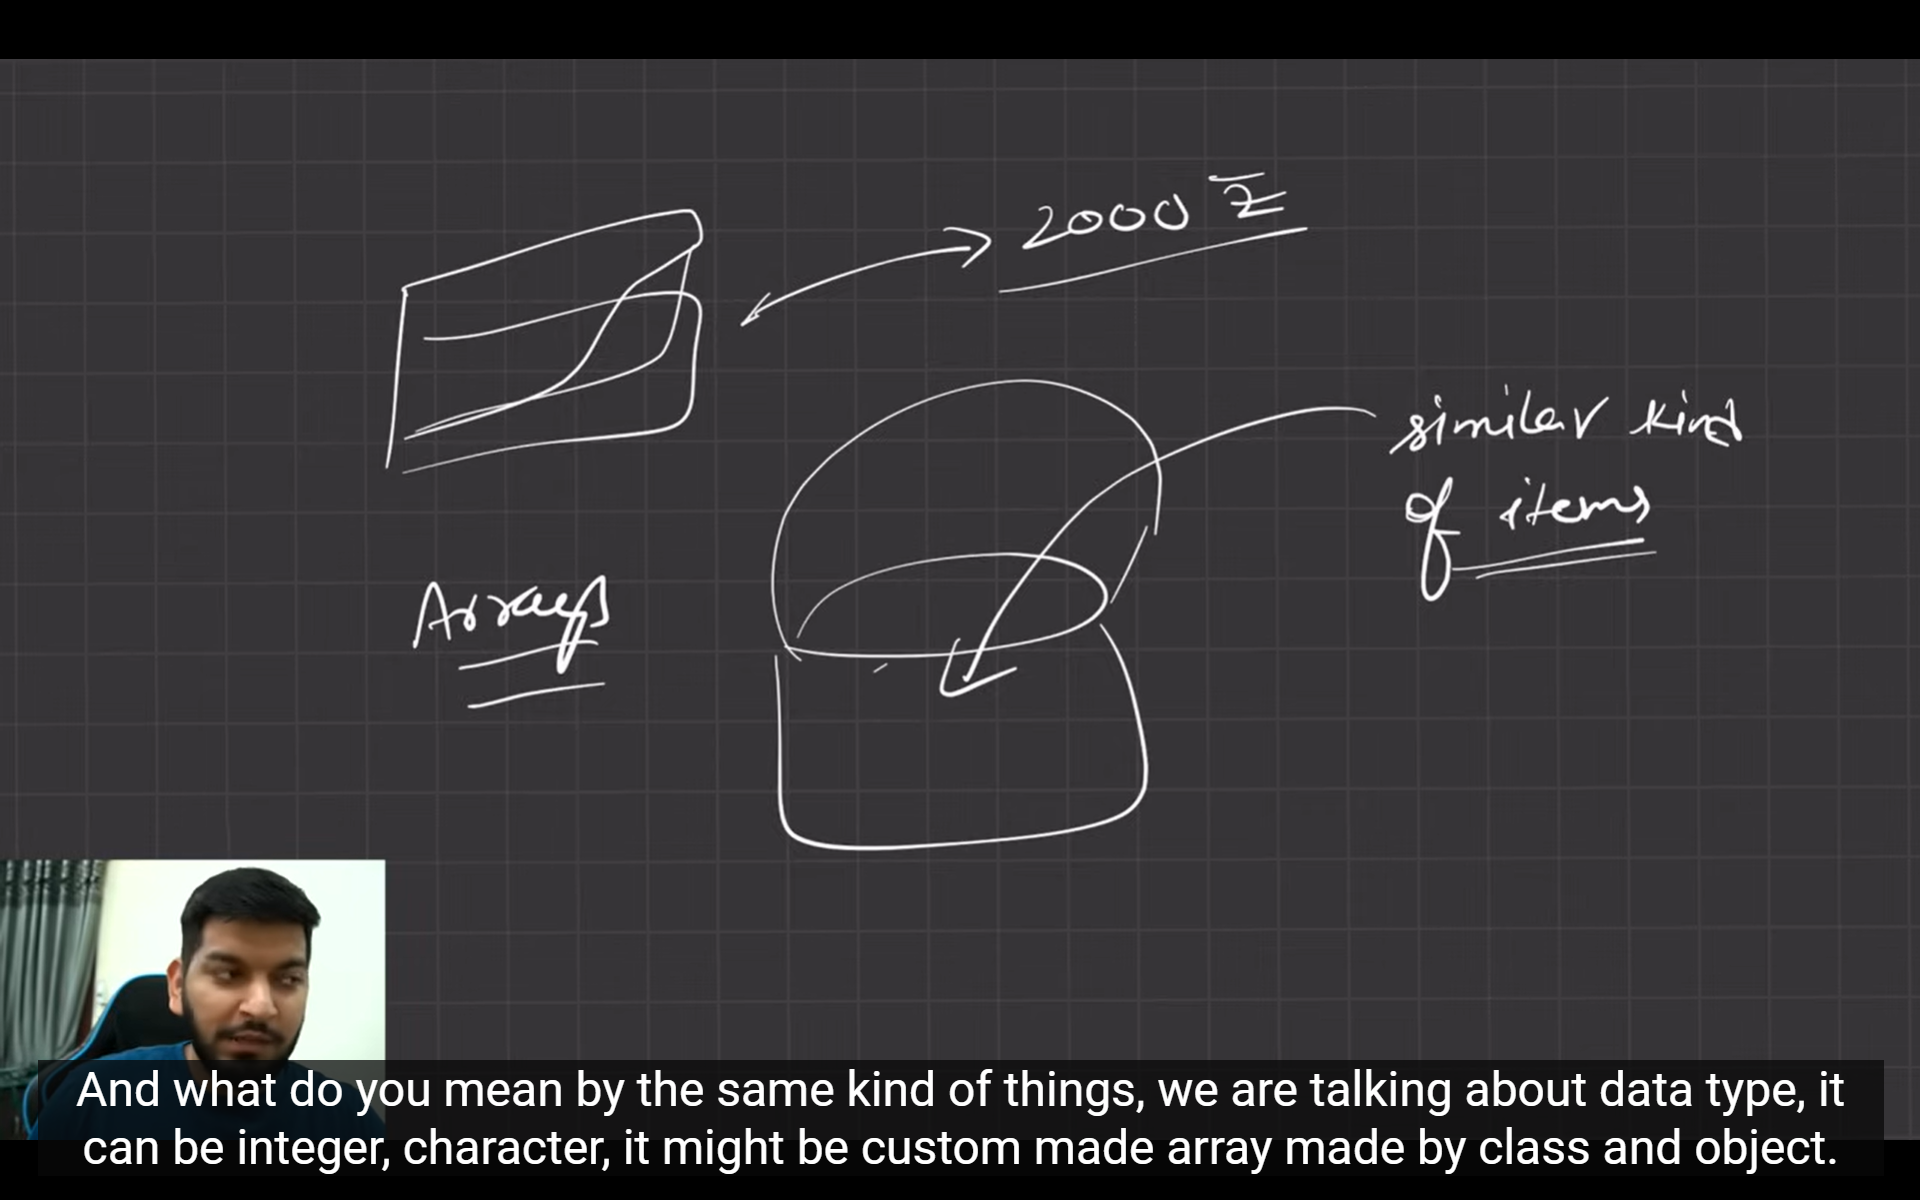 2000
similar kind
of items
Arrays
And what do you mean by the same kind of things, we are talking about data type, it
can be integer, character, it might be custom made array made by class and object.